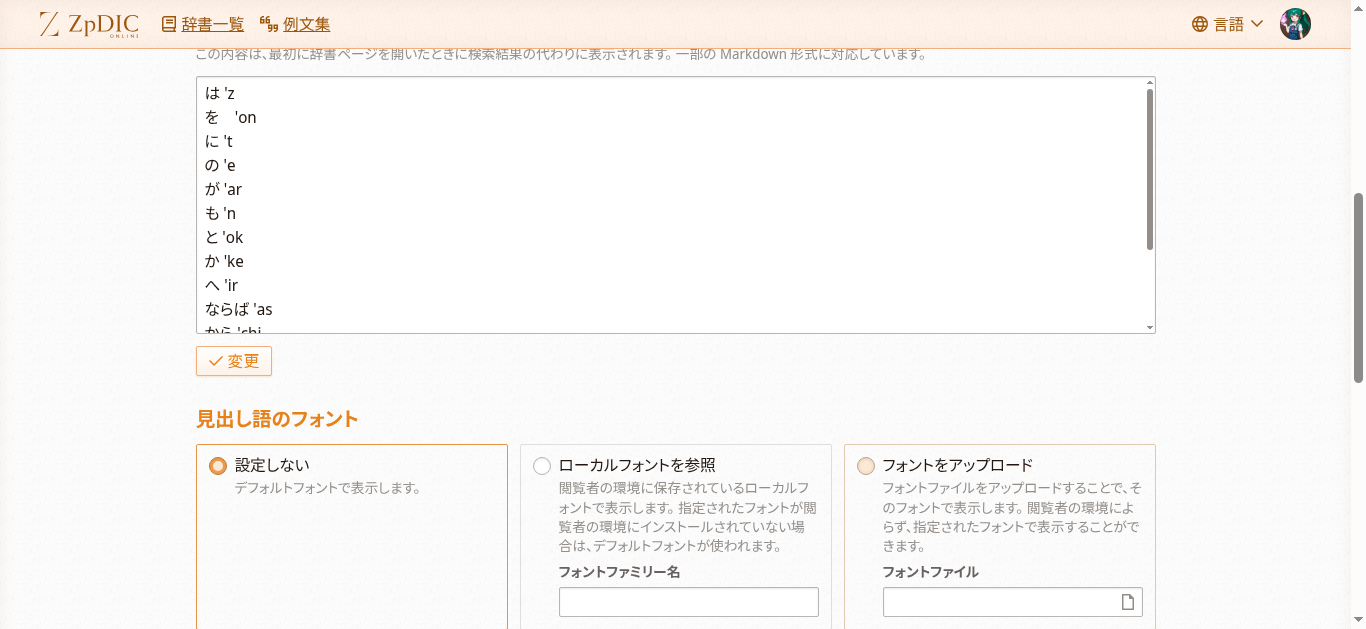 ZpDIC
ONLINE
辞書一覧
例文集
言語
この内容は、最初に辞書ページを開いたときに検索結果の代わりに表示されます。一部の Markdown 形式に対応しています。
は 'z
を　'on
に 't
の 'e
が 'ar
も 'n
と 'ok
か 'ke
へ 'ir
ならば 'as
から 'chi
変更
見出し語のフォント
設定しない
デフォルトフォントで表示します。
ローカルフォントを参照
閲覧者の環境に保存されているローカルフ
ォントで表示します。指定されたフォントが閲
覧者の環境にインストールされていない場
合は、デフォルトフォントが使われます。
フォントファミリー名
フォントをアップロード
フォントファイルをアップロードすることで、そ
のフォントで表示します。閲覧者の環境によ
らず、指定されたフォントで表示することがで
きます。
フォントファイル